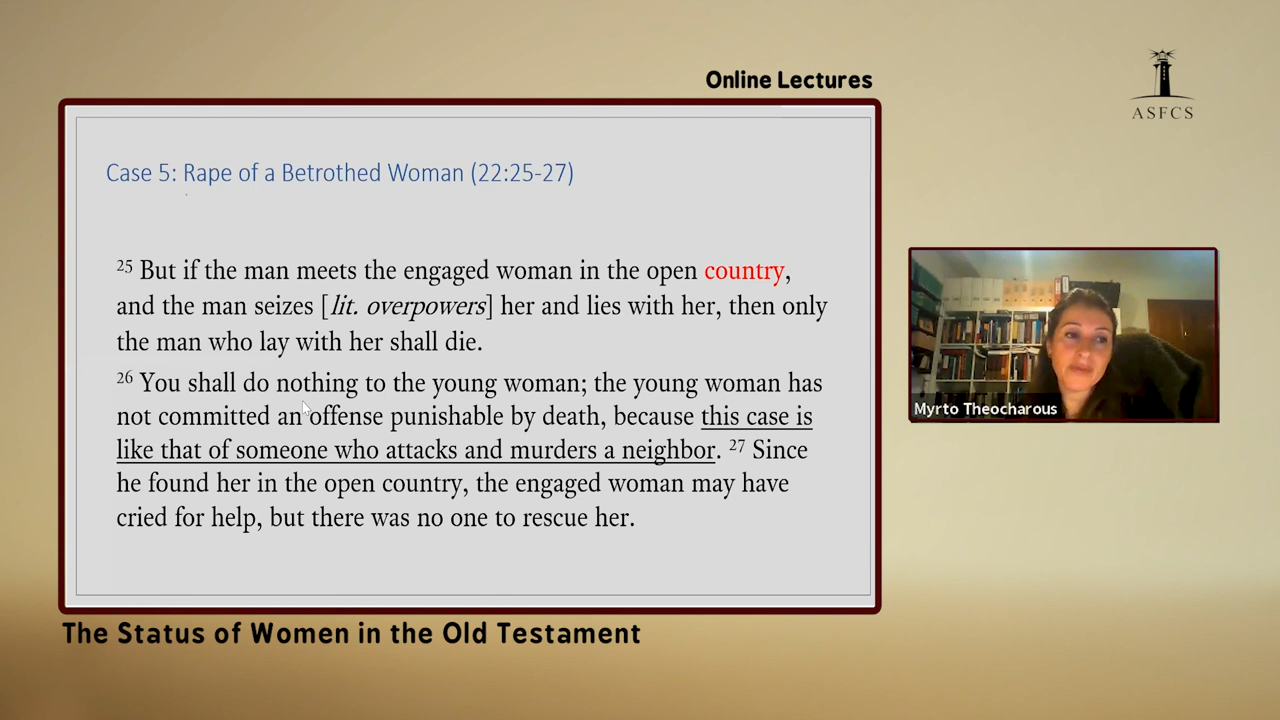 Online Lectures
ASFCS
Case 5: Rape of a Betrothed Woman (22:25-27)
25 But if the man meets the engaged woman in the open country,
and the man seizes [lit. overpowers] her and lies with her, then only
the man who lay with her shall die.
26 You shall do nothing to the young woman; the young woman has
not committed an offense punishable by death, because this case is
like that of someone who attacks and murders a neighbor. 27 Since
he found her in the open country, the engaged woman may have
cried for help, but there was no one to rescue her.
Myrto Theocharous
The Status of Women in the Old Testament